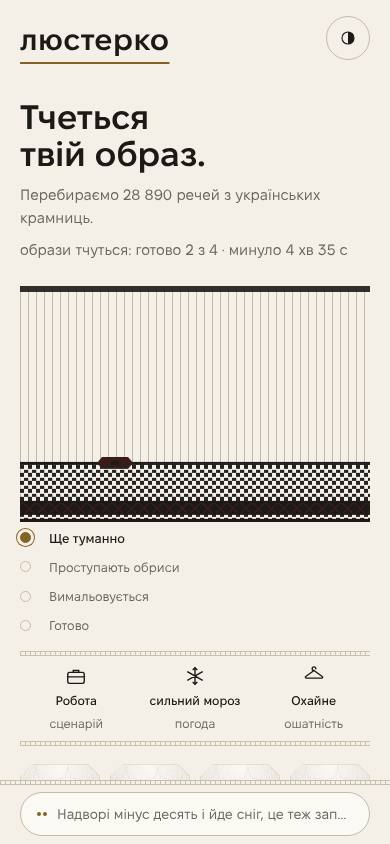 люстерко
Тчеться
твій образ.
Перебираємо 28 890 речей з українських
крамниць.
образи тчуться: готово 2 з 4 · минуло 4 хв 35 с
Ще туманно
Проступають обриси
Вимальовується
Готово
Робота
сценарій
сильний мороз
погода
Охайне
ошатність
Надворі мінус десять і йде сніг, це теж зап...